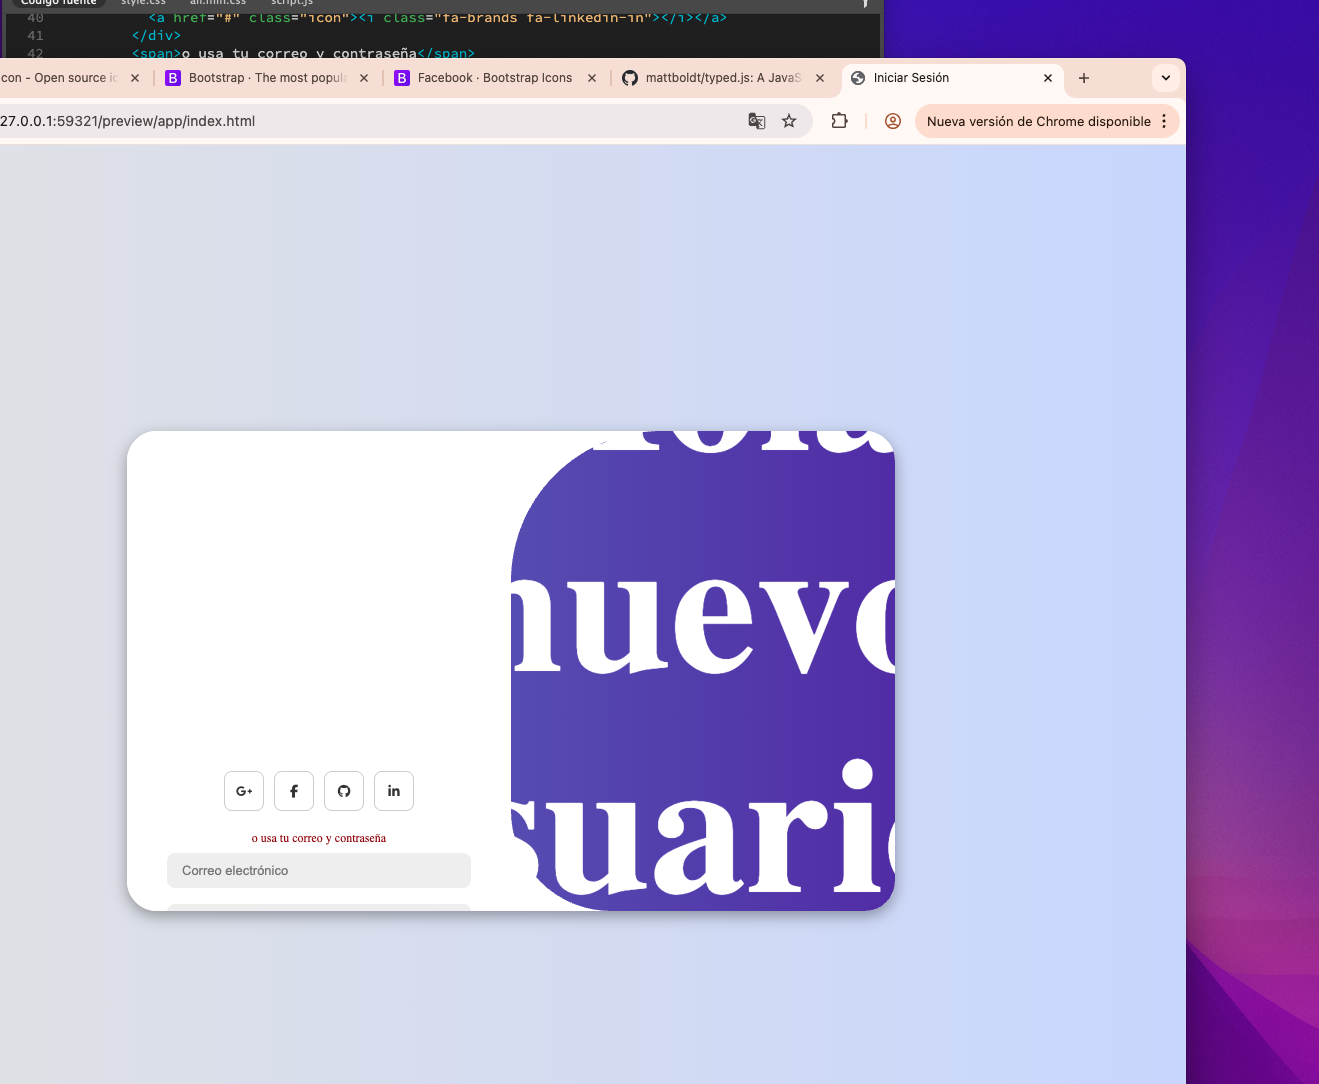 Código fuente style.css all.min.css script.js
40 <a href="#" class="icon"><i class="fa-brands fa-linkedin-in"></i></a>
41 </div>
42 <span>o usa tu correo y contraseña</span>
con - Open source ic
Bootstrap · The most popula
Facebook · Bootstrap Icons
mattboldt/typed.js: A JavaS
Iniciar Sesión
27.0.0.1:59321/preview/app/index.html
Nueva versión de Chrome disponible
nuevo
suario
G+
in
o usa tu correo y contraseña
Correo electrónico